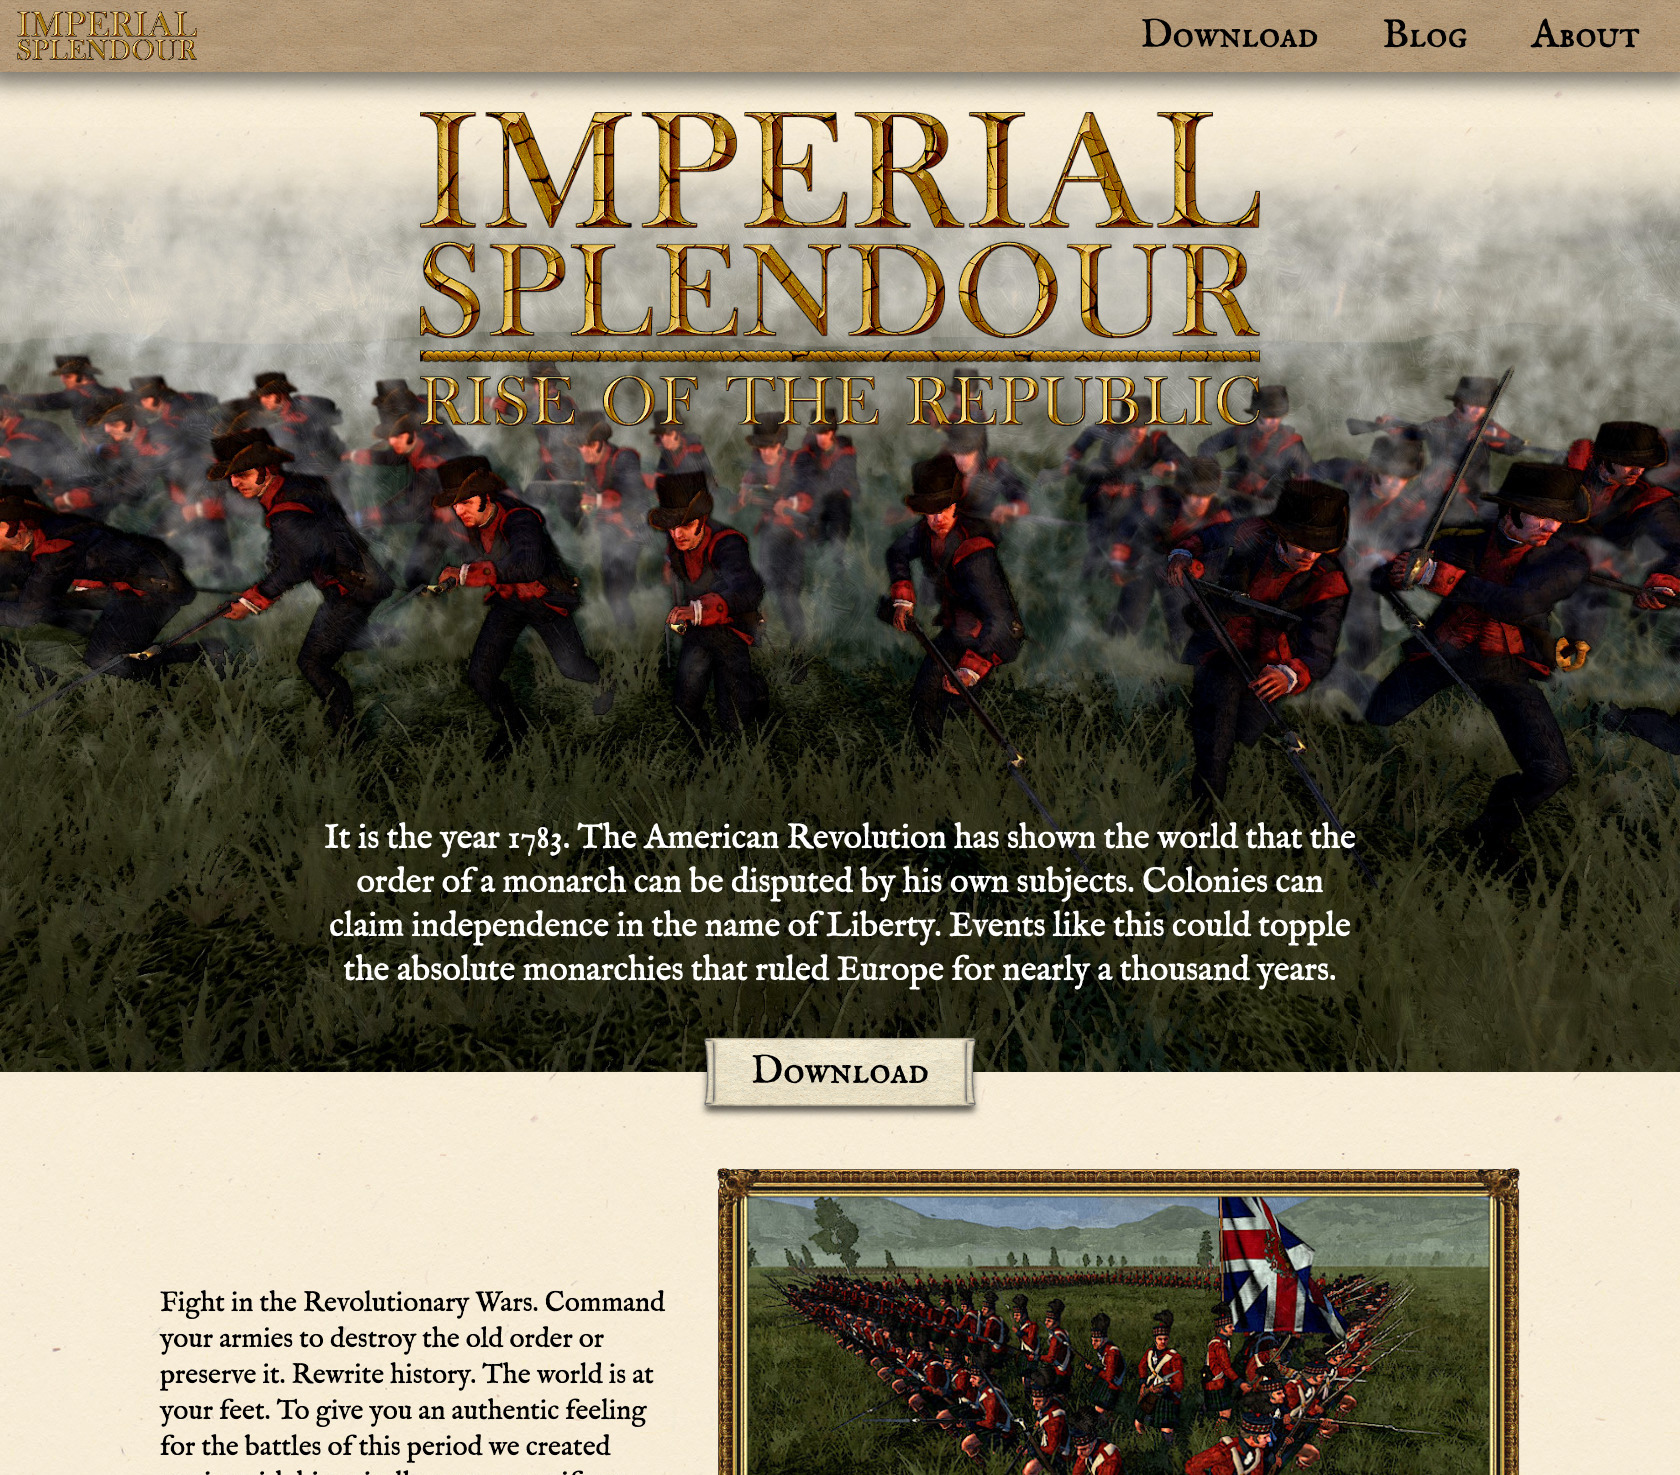 IMPERIAL
SPLENDOUR
Download Blog About
IMPERIAL
SPLENDOUR
RISE OF THE REPUBLIC
It is the year 1783. The American Revolution has shown the world that the
order of a monarch can be disputed by his own subjects. Colonies can
claim independence in the name of Liberty. Events like this could topple
the absolute monarchies that ruled Europe for nearly a thousand years.
Download
Fight in the Revolutionary Wars. Command
your armies to destroy the old order or
preserve it. Rewrite history. The world is at
your feet. To give you an authentic feeling
for the battles of this period we created